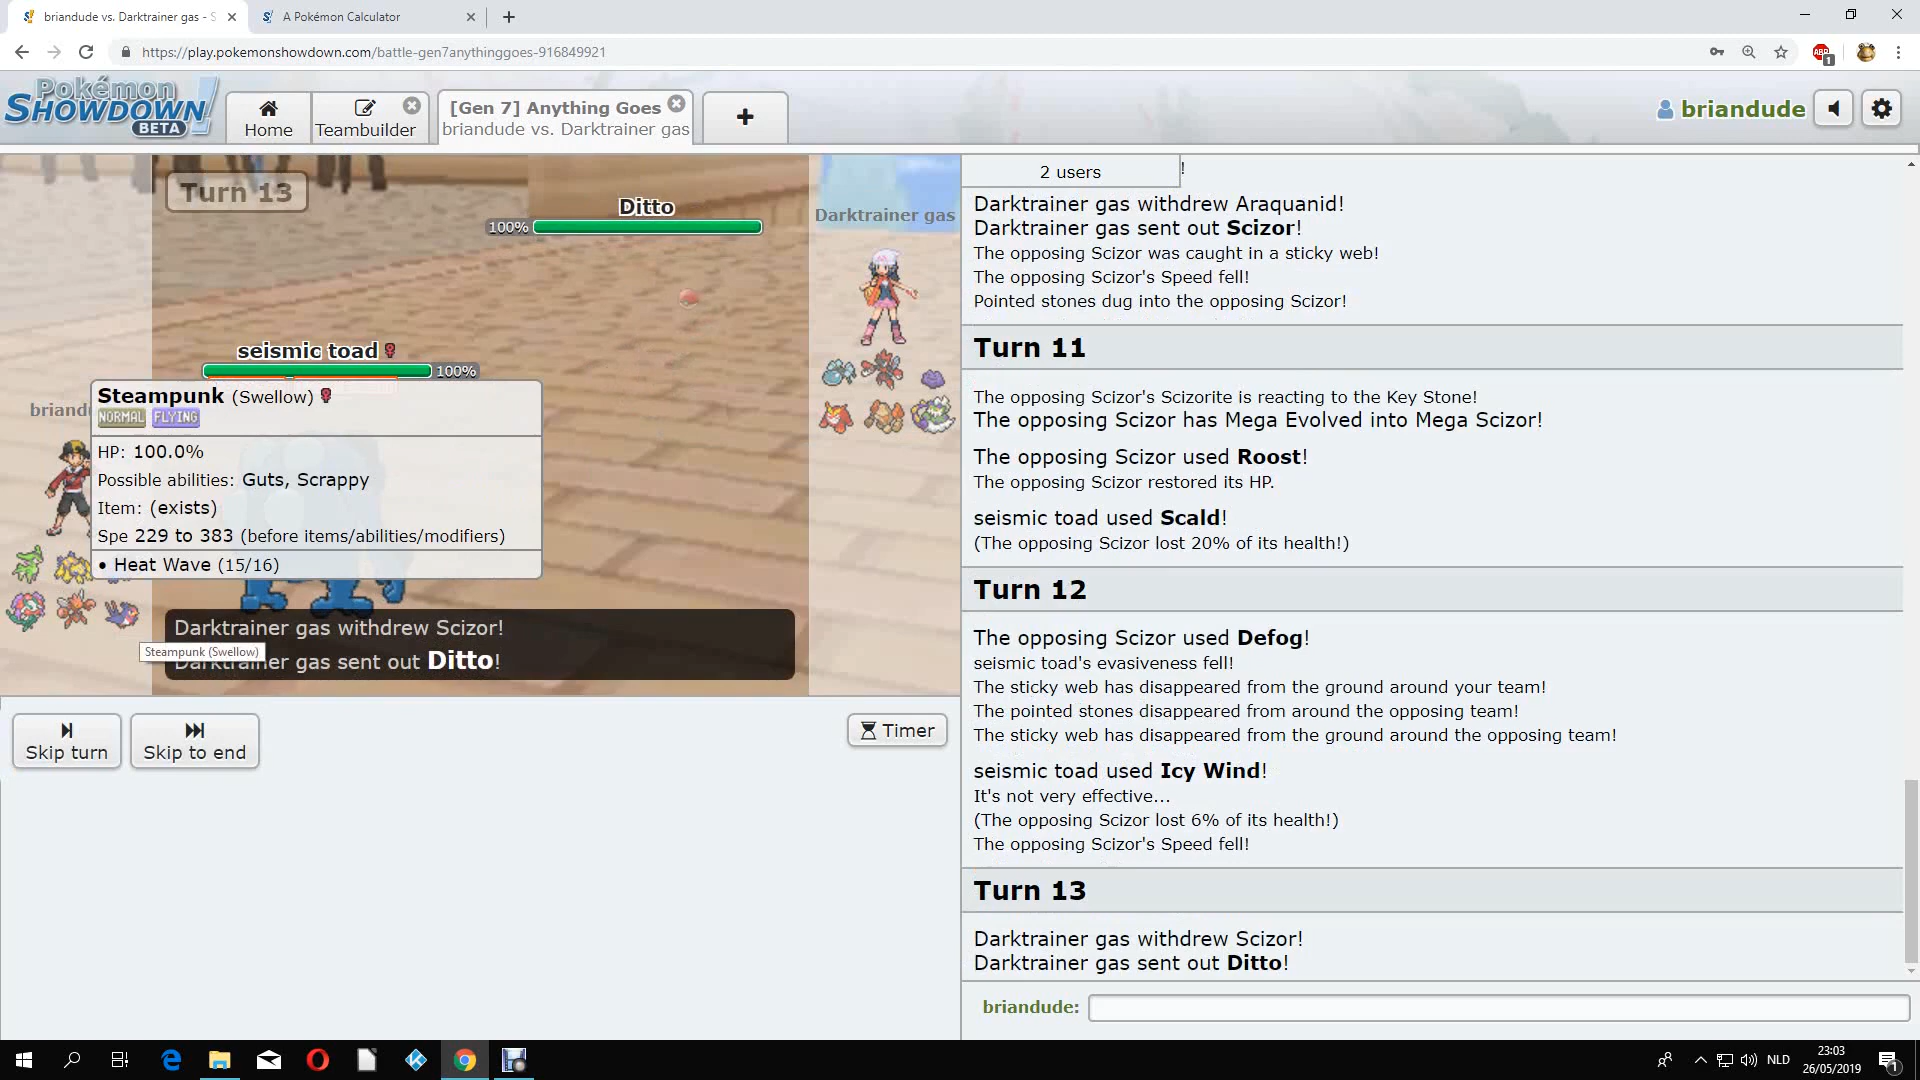 briandude vs. Darktrainer gas - S
A Pokémon Calculator
https://play.pokemonshowdown.com/battle-gen7anythinggoes-916849921
ABP
1
Pokémon
SHOWDOWN!
BETA
Home
Teambuilder
[Gen 7] Anything Goes
briandude vs. Darktrainer gas
briandude
Turn 13
Ditto
100%
Darktrainer gas
seismic toad
100%
briand
Steampunk (Swellow)
NORMAL FLYING
HP: 100.0%
Possible abilities: Guts, Scrappy
Item: (exists)
Spe 229 to 383 (before items/abilities/modifiers)
• Heat Wave (15/16)
Darktrainer gas withdrew Scizor!
Steampunk (Swellow)
Darktrainer gas sent out Ditto!
Skip turn
Skip to end
Timer
2 users
!
Darktrainer gas withdrew Araquanid!
Darktrainer gas sent out Scizor!
The opposing Scizor was caught in a sticky web!
The opposing Scizor's Speed fell!
Pointed stones dug into the opposing Scizor!
Turn 11
The opposing Scizor's Scizorite is reacting to the Key Stone!
The opposing Scizor has Mega Evolved into Mega Scizor!
The opposing Scizor used Roost!
The opposing Scizor restored its HP.
seismic toad used Scald!
(The opposing Scizor lost 20% of its health!)
Turn 12
The opposing Scizor used Defog!
seismic toad's evasiveness fell!
The sticky web has disappeared from the ground around your team!
The pointed stones disappeared from around the opposing team!
The sticky web has disappeared from the ground around the opposing team!
seismic toad used Icy Wind!
It's not very effective...
(The opposing Scizor lost 6% of its health!)
The opposing Scizor's Speed fell!
Turn 13
Darktrainer gas withdrew Scizor!
Darktrainer gas sent out Ditto!
briandude:
NLD
23:03
26/05/2019
1